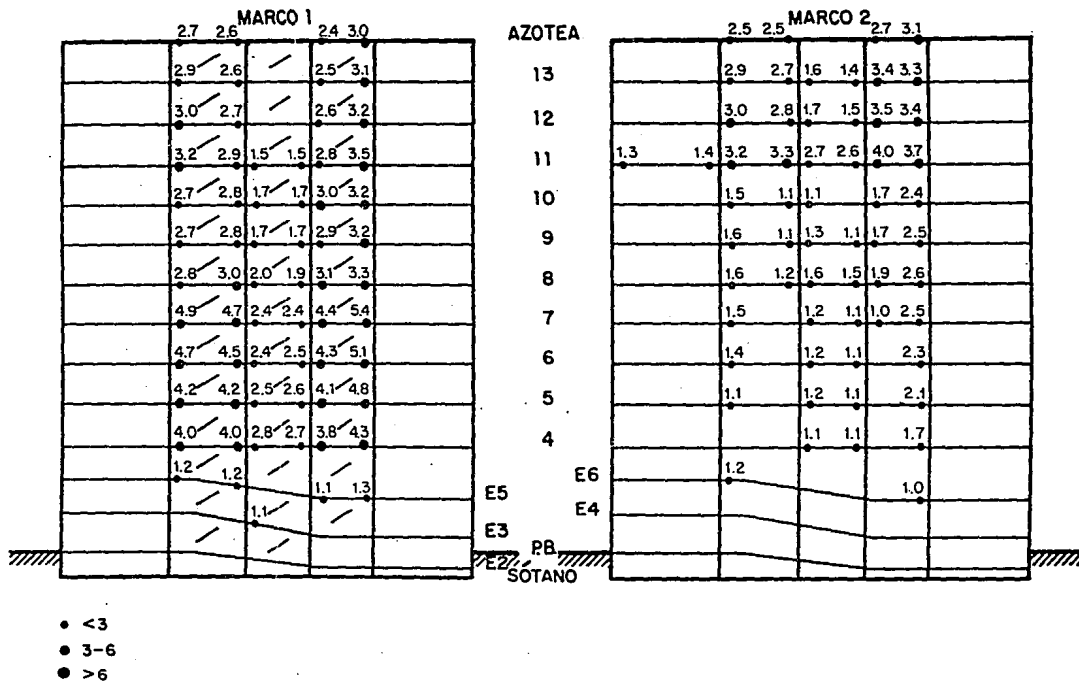 MARCO 1 MARCO 2
2.7 2.6 2.4 3.0 AZOTEA 2.5 2.5 2.7 3.1
2.9 2.6 2.5 3.1 13 2.9 2.7 1.6 1.4 3.4 3.3
3.0 2.7 2.6 3.2 12 3.0 2.8 1.7 1.5 3.5 3.4
3.2 2.9 1.5 1.5 2.8 3.5 11 1.3 1.4 3.2 3.3 2.7 2.6 4.0 3.7
2.7 2.8 1.7 1.7 3.0 3.2 10 1.5 1.1 1.1 1.7 2.4
2.7 2.8 1.7 1.7 2.9 3.2 9 1.6 1.1 1.3 1.1 1.7 2.5
2.8 3.0 2.0 1.9 3.1 3.3 8 1.6 1.2 1.6 1.5 1.9 2.6
4.9 4.7 2.4 2.4 4.4 5.4 7 1.5 1.2 1.1 1.0 2.5
4.7 4.5 2.4 2.5 4.3 5.1 6 1.4 1.2 1.1 2.3
4.2 4.2 2.5 2.6 4.1 4.8 5 1.1 1.2 1.1 2.1
4.0 4.0 2.8 2.7 3.8 4.3 4 1.1 1.1 1.7
1.2 1.2 1.1 1.3 E5 E6 1.2 1.0
1.1 E3 E4
P.B.
E2 SÓTANO
<3
3-6
>6